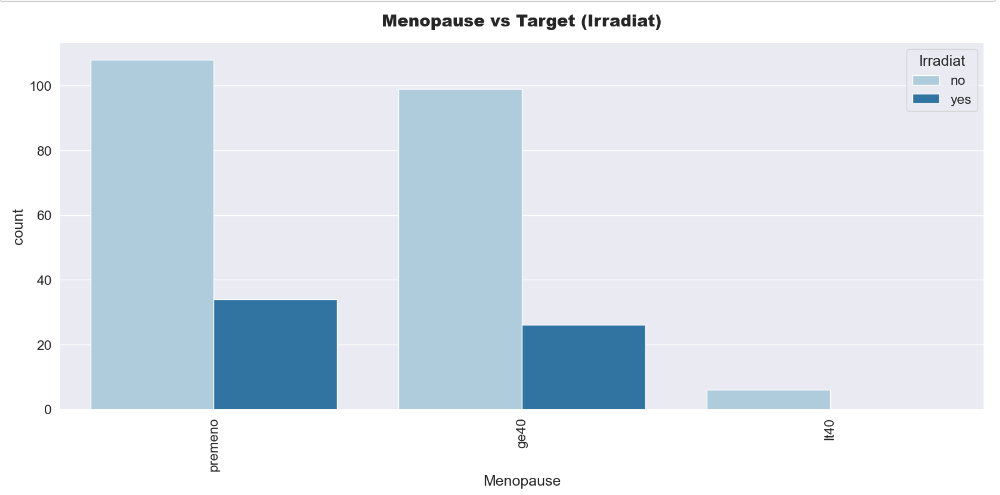 Menopause vs Target (Irradiat)
Irradiat
no
yes
count
100
80
60
40
20
0
premeno
ge40
lt40
Menopause